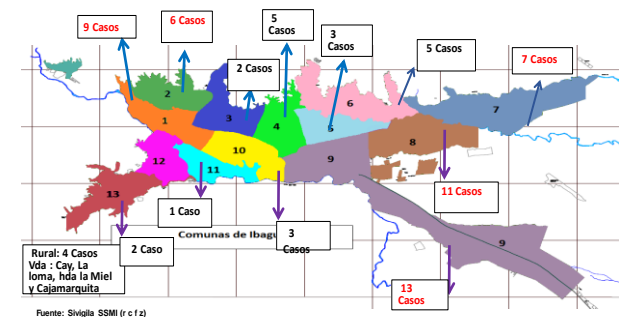 9 Casos
6 Casos
5
Casos
3
Casos
2 Casos
5 Casos
7 Casos
2
1
3
4
5
6
7
8
9
10
11
12
13
9
11 Casos
1 Caso
3
Casos
2 Caso
13
Casos
Comunas de Ibagu
Rural: 4 Casos
Vda : Cay, La
loma, hda la Miel
y Cajamarquita
Fuente: Sivigila SSMI (r c f z)